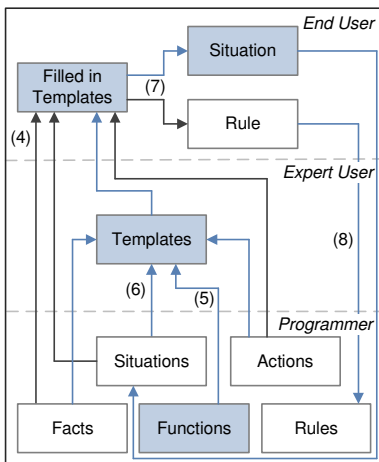 End User
Situation
Filled in
Templates
(7)
(4)
Rule
Expert User
Templates
(8)
(6)
(5)
Programmer
Situations
Actions
Facts
Functions
Rules